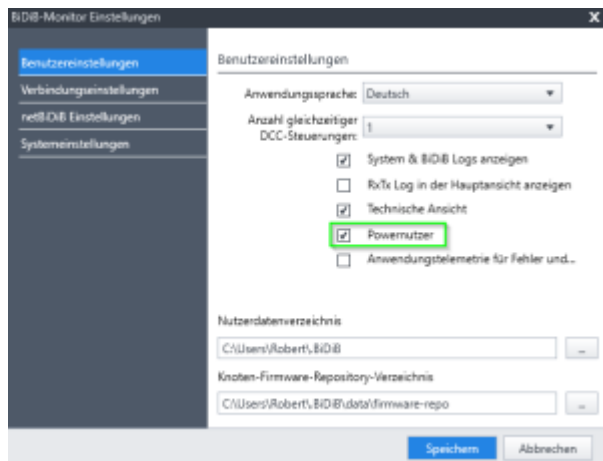 BiDiB-Monitor Einstellungen
Benutzereinstellungen
Verbindungseinstellungen
netBiDiB Einstellungen
Systemeinstellungen
Benutzereinstellungen
Anwendungssprache: Deutsch
Anzahl gleichzeitiger
DCC-Steuerungen: 1
System & BiDiB Logs anzeigen
RxTx Log in der Hauptansicht anzeigen
Technische Ansicht
Powernutzer
Anwendungstelemetrie für Fehler und...
Nutzerdatenverzeichnis
C:\Users\Robert\.BiDiB
...
Knoten-Firmware-Repository-Verzeichnis
C:\Users\Robert\.BiDiB\data\firmware-repo
...
Speichern
Abbrechen